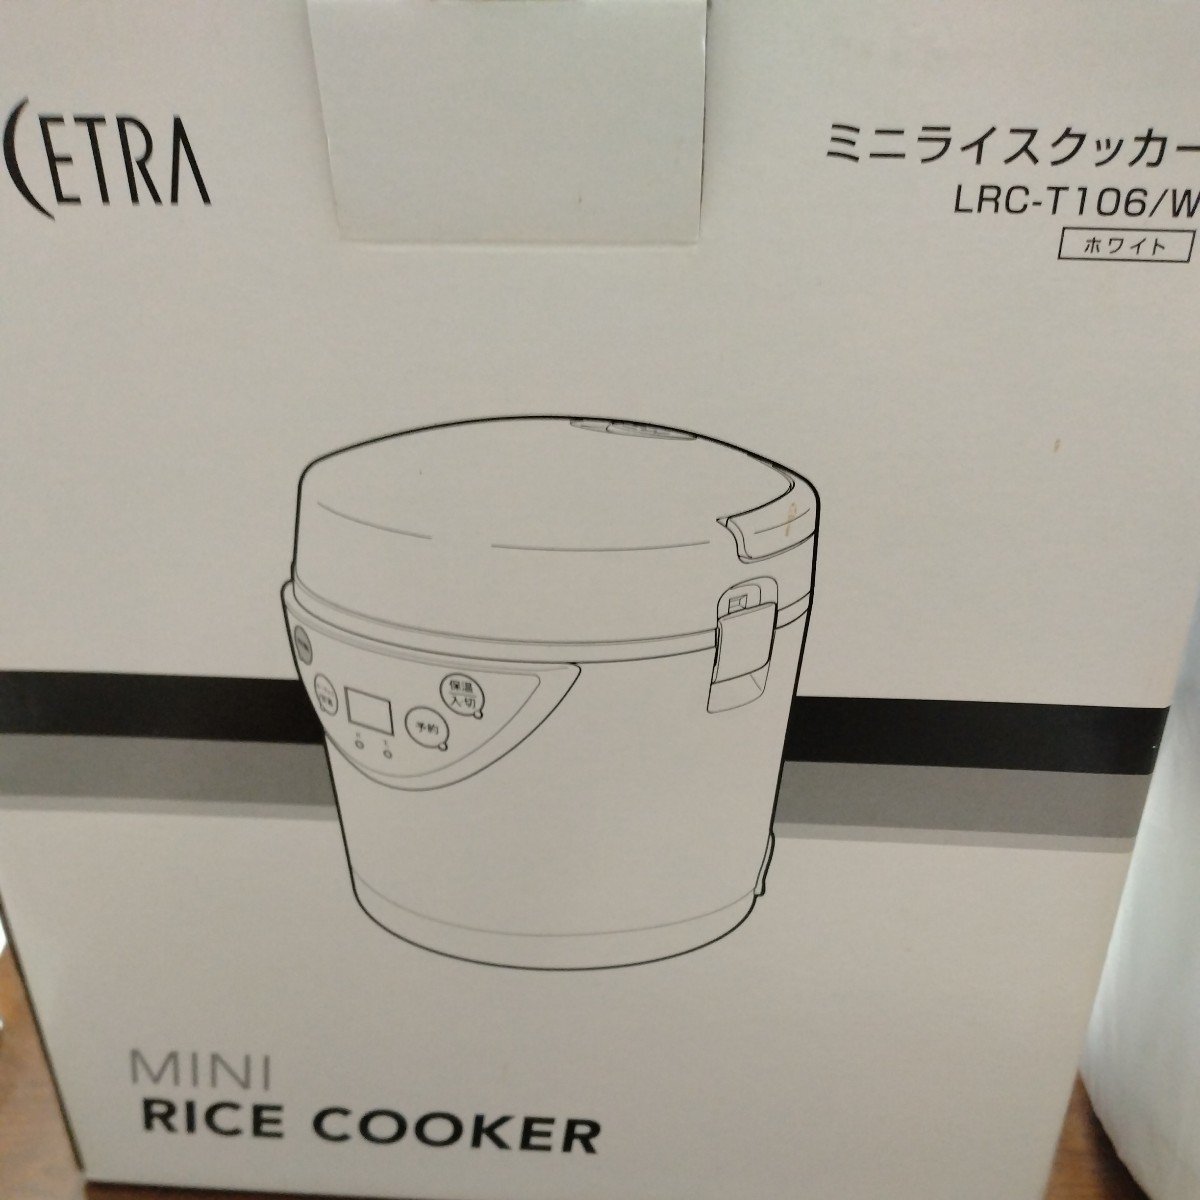 CETRA
ミニライスクッカー
LRC-T106/W
ホワイト
保温
入/切
予約
MINI
RICE COOKER